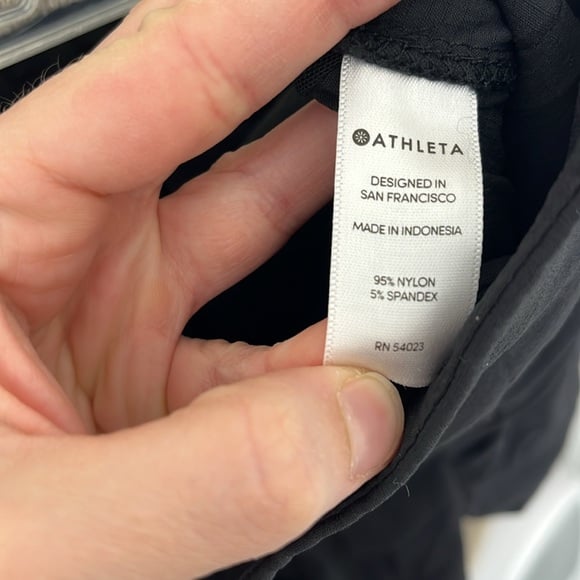 ATHLETA
DESIGNED IN
SAN FRANCISCO
MADE IN INDONESIA
95% NYLON
5% SPANDEX
RN 54023